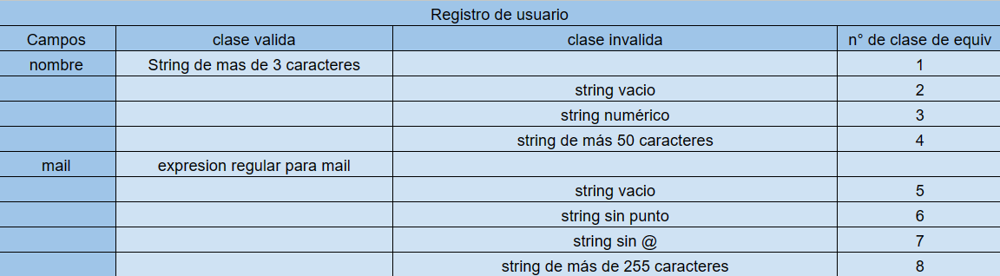 Registro de usuario
Campos clase valida clase invalida n° de clase de equiv
nombre String de mas de 3 caracteres 1
string vacio 2
string numérico 3
string de más 50 caracteres 4
mail expresion regular para mail
string vacio 5
string sin punto 6
string sin @ 7
string de más de 255 caracteres 8